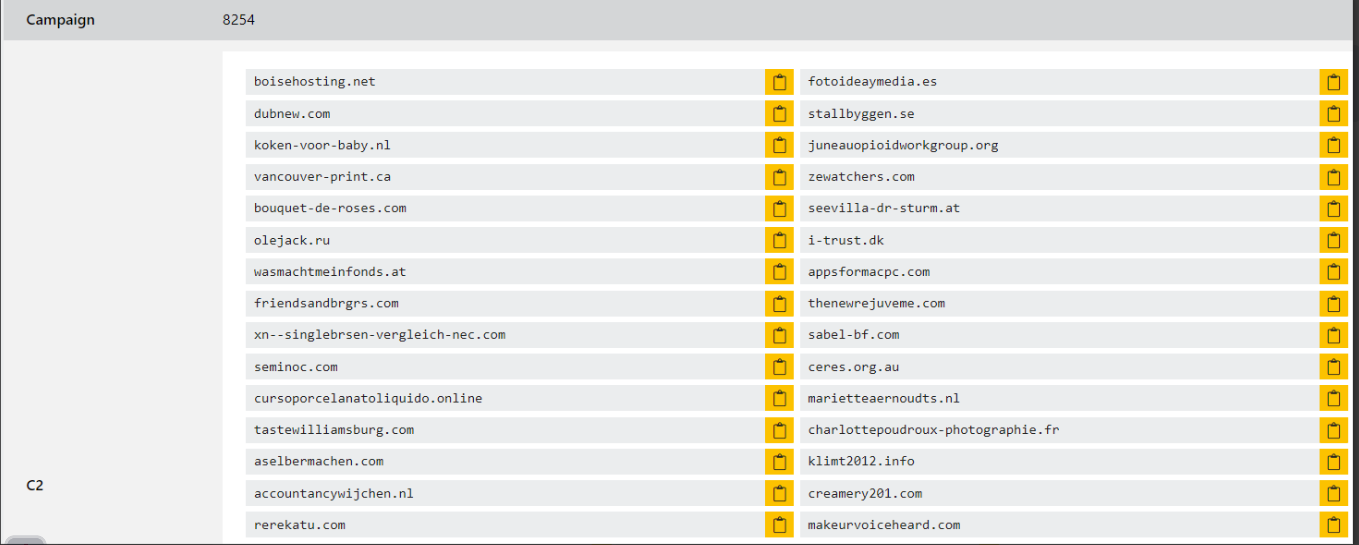 Campaign 8254
boisehosting.net fotoideaymedia.es
dubnew.com stallbyggen.se
koken-voor-baby.nl juneauopioidworkgroup.org
vancouver-print.ca zewatchers.com
bouquet-de-roses.com seevilla-dr-sturm.at
olejack.ru i-trust.dk
wasmachtmeinfonds.at appsformacpc.com
friendsandbrgrs.com thenewrejuveme.com
xn--singlebrsen-vergleich-nec.com sabel-bf.com
seminoc.com ceres.org.au
cursoporcelanatoliquido.online marietteaernoudts.nl
tastewilliamsburg.com charlottepoudroux-photographie.fr
aselbermachen.com klimt2012.info
C2
accountancywijchen.nl creamery201.com
rerekatu.com makeurvoiceheard.com